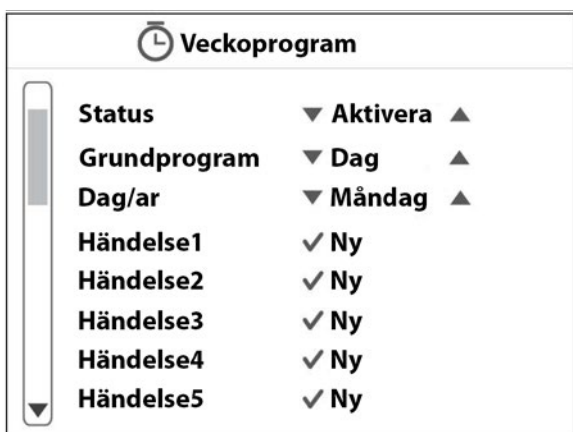 Veckoprogram
Status Aktivera
Grundprogram Dag
Dag/ar Måndag
Händelse1 Ny
Händelse2 Ny
Händelse3 Ny
Händelse4 Ny
Händelse5 Ny